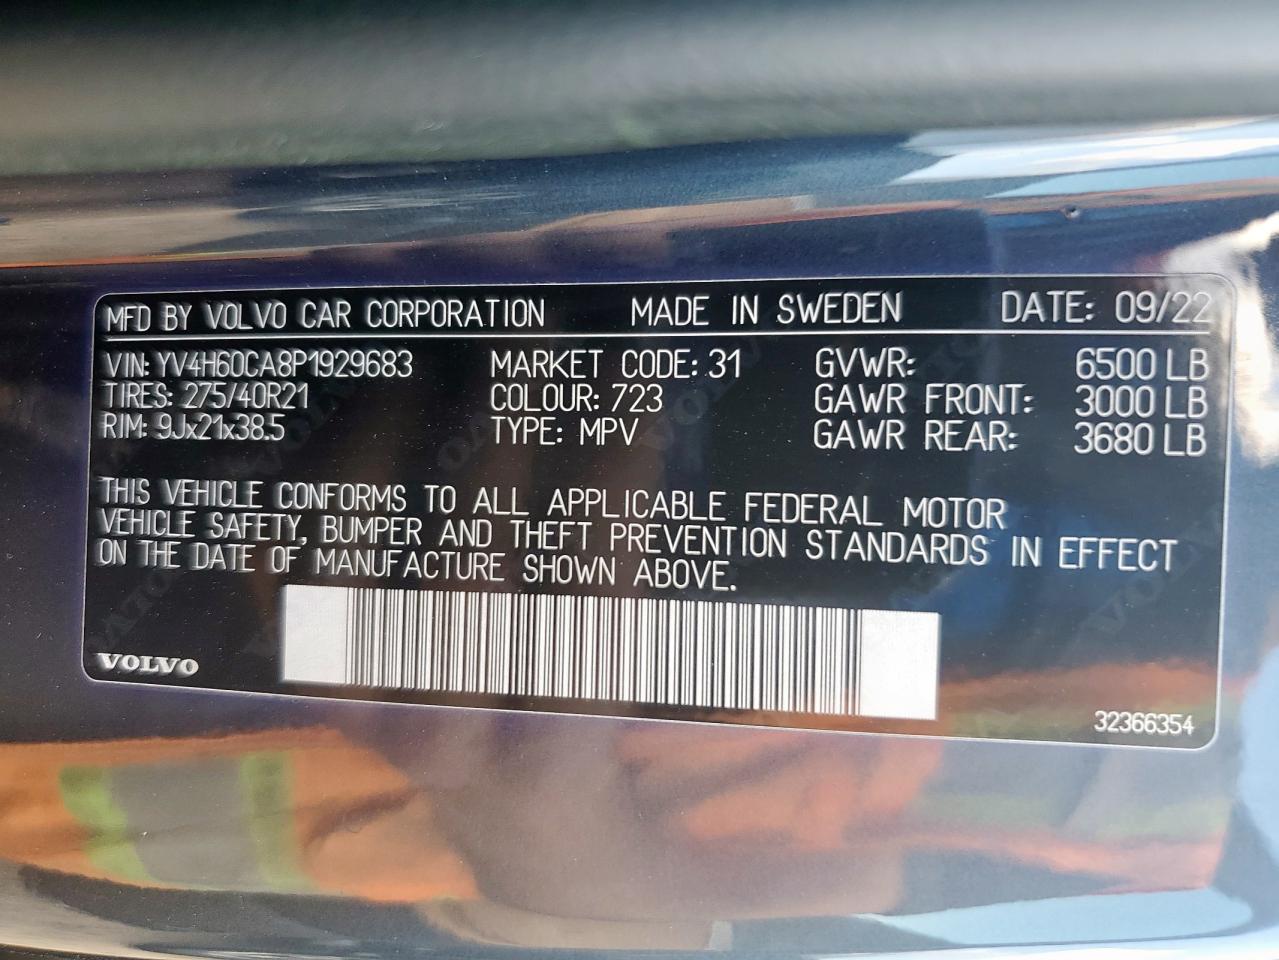 MFD BY VOLVO CAR CORPORATION MADE IN SWEDEN DATE: 09/22
VIN: YV4H60CA8P1929683 MARKET CODE: 31 GVWR: 6500 LB
TIRES: 275/40R21 COLOUR: 723 GAWR FRONT: 3000 LB
RIM: 9Jx21x38.5 TYPE: MPV GAWR REAR: 3680 LB
THIS VEHICLE CONFORMS TO ALL APPLICABLE FEDERAL MOTOR
VEHICLE SAFETY, BUMPER AND THEFT PREVENTION STANDARDS IN EFFECT
ON THE DATE OF MANUFACTURE SHOWN ABOVE.
VOLVO
32366354